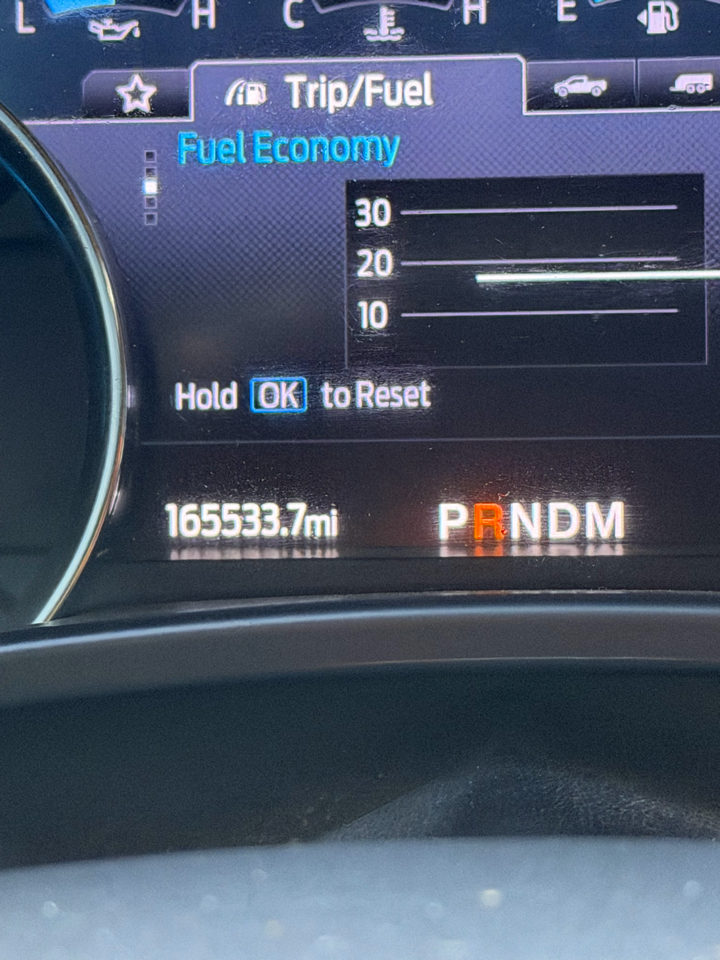 L H C H E
Trip/Fuel
Fuel Economy
30
20
10
Hold OK to Reset
165533.7mi PRNDM